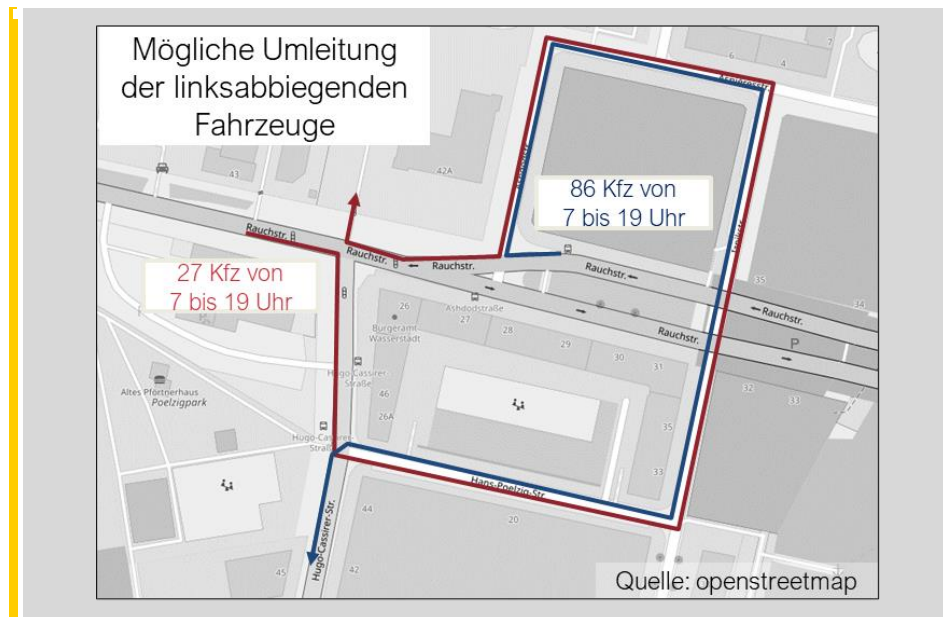 Mögliche Umleitung
der linksabbiegenden
Fahrzeuge
6
4
7
42A
43
86 Kfz von
7 bis 19 Uhr
Rauchstr.
Rauchstr.
Rauchstr.
Rauchstr.
27 Kfz von
7 bis 19 Uhr
35
34
Rauchstr.
Rauchstr.
P
26
Ashdodstraße
27
28
29
30
31
32
33
Burgeramt
Wasserstadt
Hugo-Cassirer-
Straße
Altes Pförtnerhaus
Poelzigpark
46
26A
35
33
Hugo-Cassirer-
Straße
Hans-Poelzig-Str.
44
20
Hugo-Cassirer-Str.
45
42
Quelle: openstreetmap